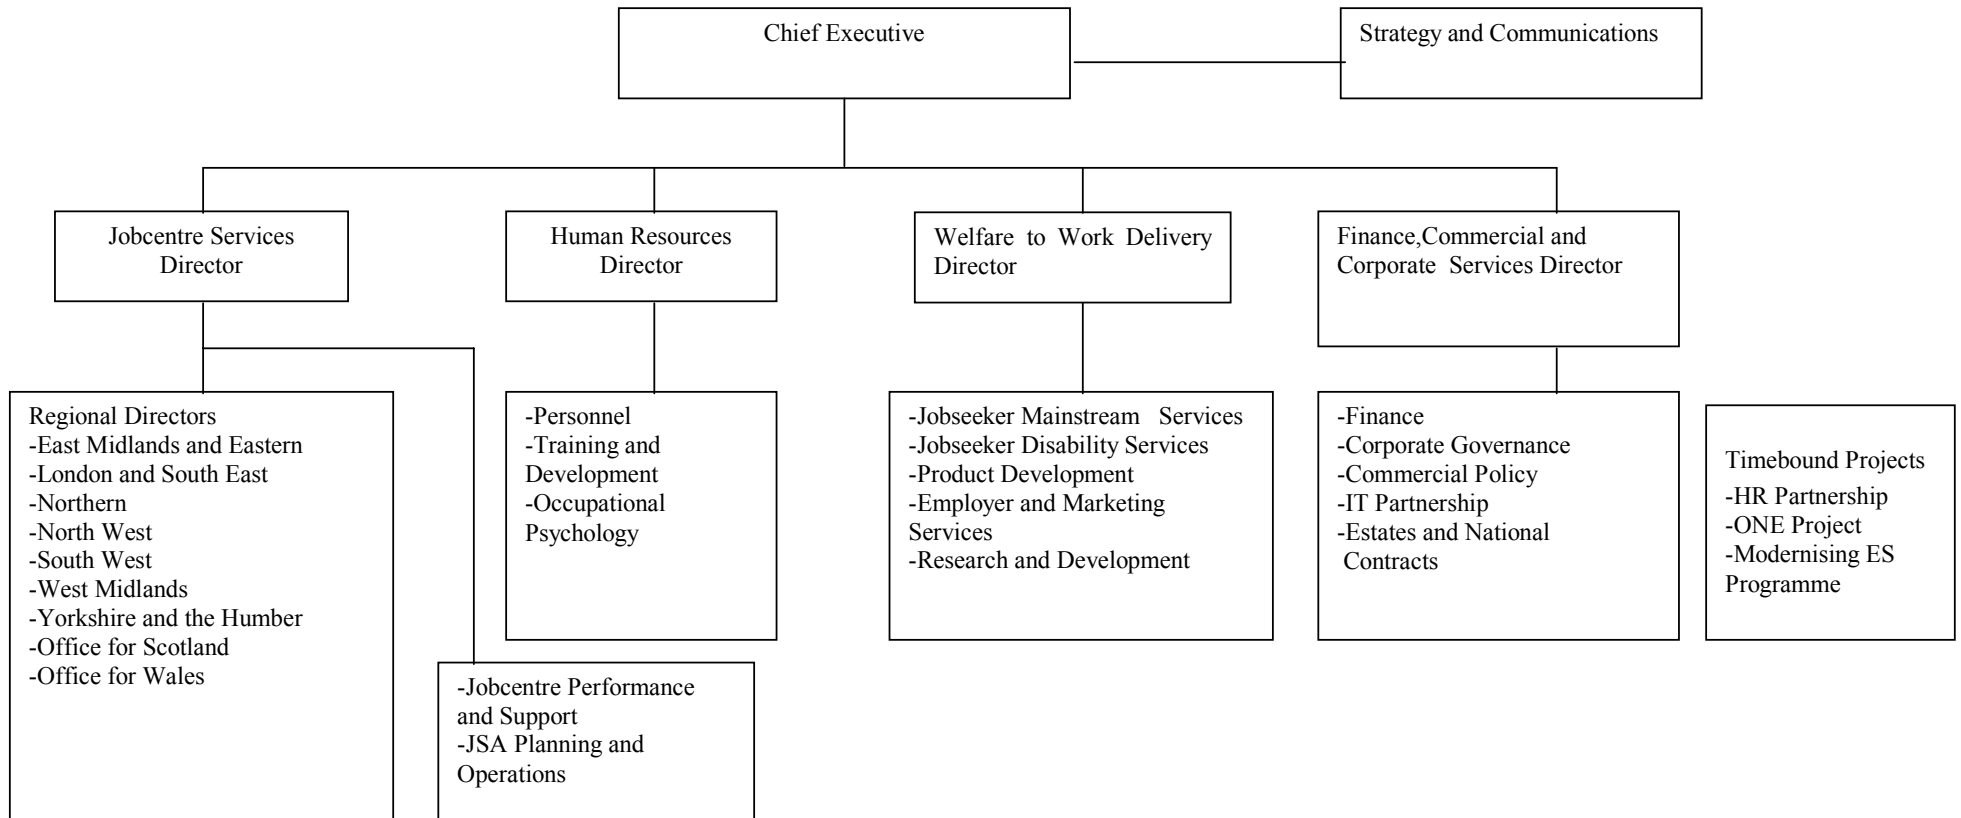 Chief Executive
Strategy and Communications
Jobcentre Services
Director
Human Resources
Director
Welfare to Work Delivery
Director
Finance,Commercial and
Corporate Services Director
Regional Directors
-East Midlands and Eastern
-London and South East
-Northern
-North West
-South West
-West Midlands
-Yorkshire and the Humber
-Office for Scotland
-Office for Wales
-Jobcentre Performance
and Support
-JSA Planning and
Operations
-Personnel
-Training and
Development
-Occupational
Psychology
-Jobseeker Mainstream Services
-Jobseeker Disability Services
-Product Development
-Employer and Marketing
Services
-Research and Development
-Finance
-Corporate Governance
-Commercial Policy
-IT Partnership
-Estates and National
Contracts
Timebound Projects
-HR Partnership
-ONE Project
-Modernising ES
Programme